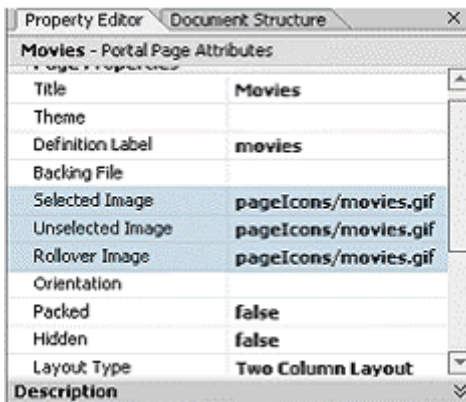 Property Editor Document Structure
Movies - Portal Page Attributes
Page Properties
Title Movies
Theme
Definition Label movies
Backing File
Selected Image pageIcons/movies.gif
Unselected Image pageIcons/movies.gif
Rollover Image pageIcons/movies.gif
Orientation
Packed false
Hidden false
Layout Type Two Column Layout
Description